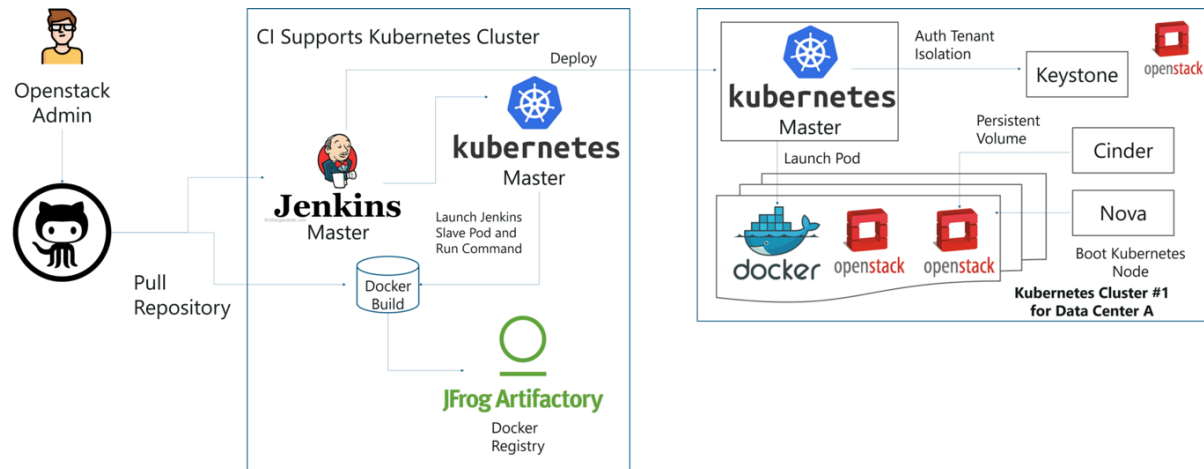 Openstack
Admin
Pull
Repository
CI Supports Kubernetes Cluster
Deploy
Jenkins
Master
kubernetes
Master
Launch Jenkins
Slave Pod and
Run Command
Docker
Build
JFrog Artifactory
Docker
Registry
kubernetes
Master
Auth Tenant
Isolation
Keystone
openstack
Launch Pod
Persistent
Volume
Cinder
Nova
docker
openstack
openstack
Boot Kubernetes
Node
Kubernetes Cluster #1
for Data Center A